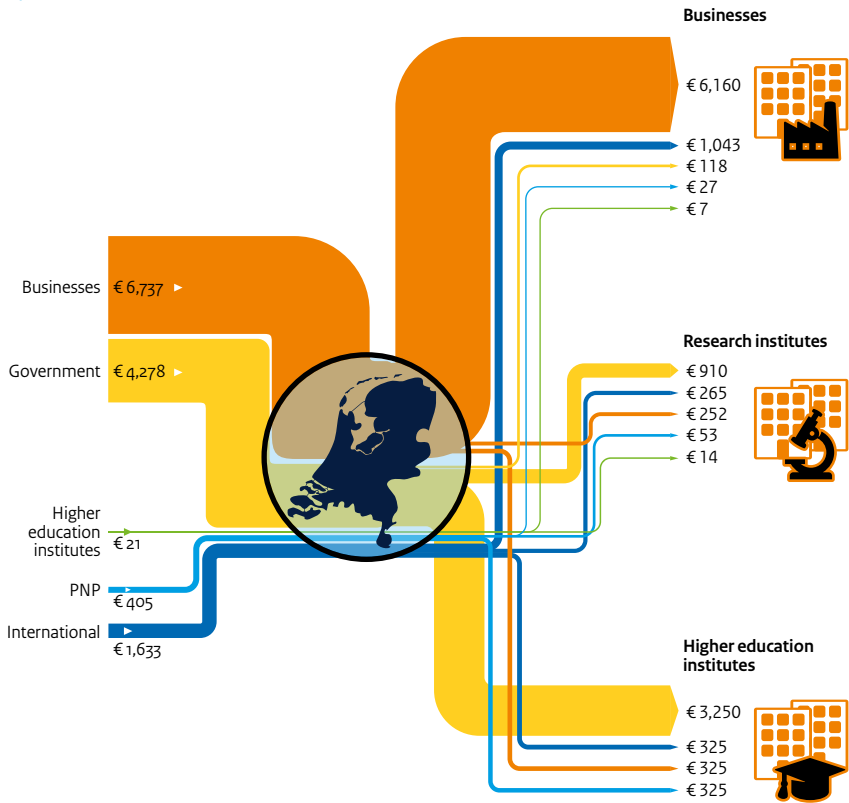 Businesses
€ 6,160
€ 1,043
€ 118
€ 27
€ 7
Businesses € 6,737
Government € 4,278
Research institutes
€ 910
€ 265
€ 252
€ 53
€ 14
Higher
education
institutes
€ 21
PNP
€ 405
International
€ 1,633
Higher education
institutes
€ 3,250
€ 325
€ 325
€ 325